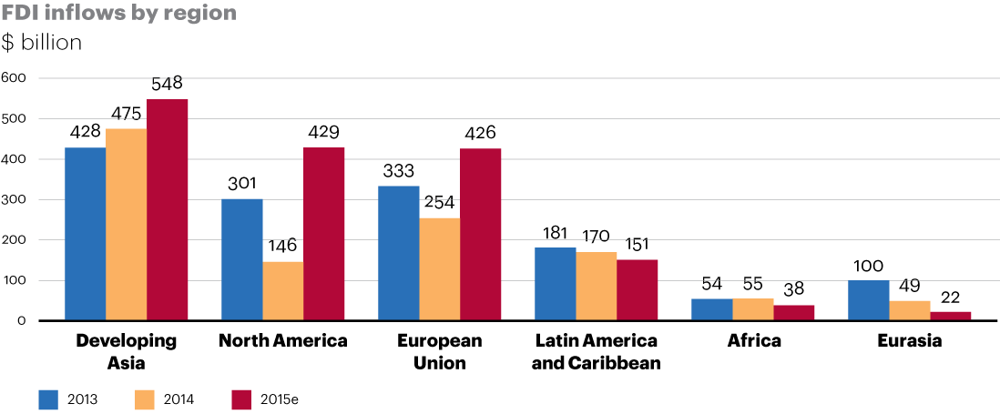 FDI inflows by region
$ billion
600
500
400
300
200
100
0
428
475
548
301
146
429
333
254
426
181
170
151
54
55
38
100
49
22
Developing
Asia
North America
European
Union
Latin America
and Caribbean
Africa
Eurasia
2013
2014
2015e